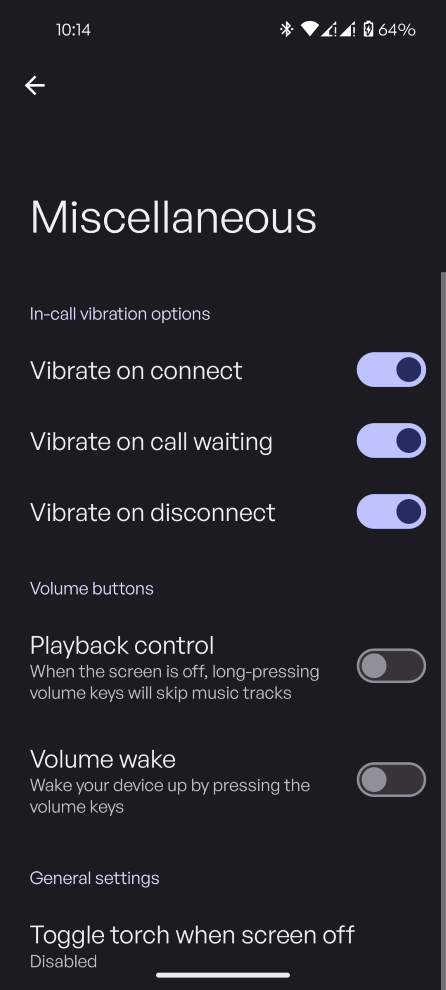 10:14
64%
Miscellaneous
In-call vibration options
Vibrate on connect
Vibrate on call waiting
Vibrate on disconnect
Volume buttons
Playback control
When the screen is off, long-pressing
volume keys will skip music tracks
Volume wake
Wake your device up by pressing the
volume keys
General settings
Toggle torch when screen off
Disabled